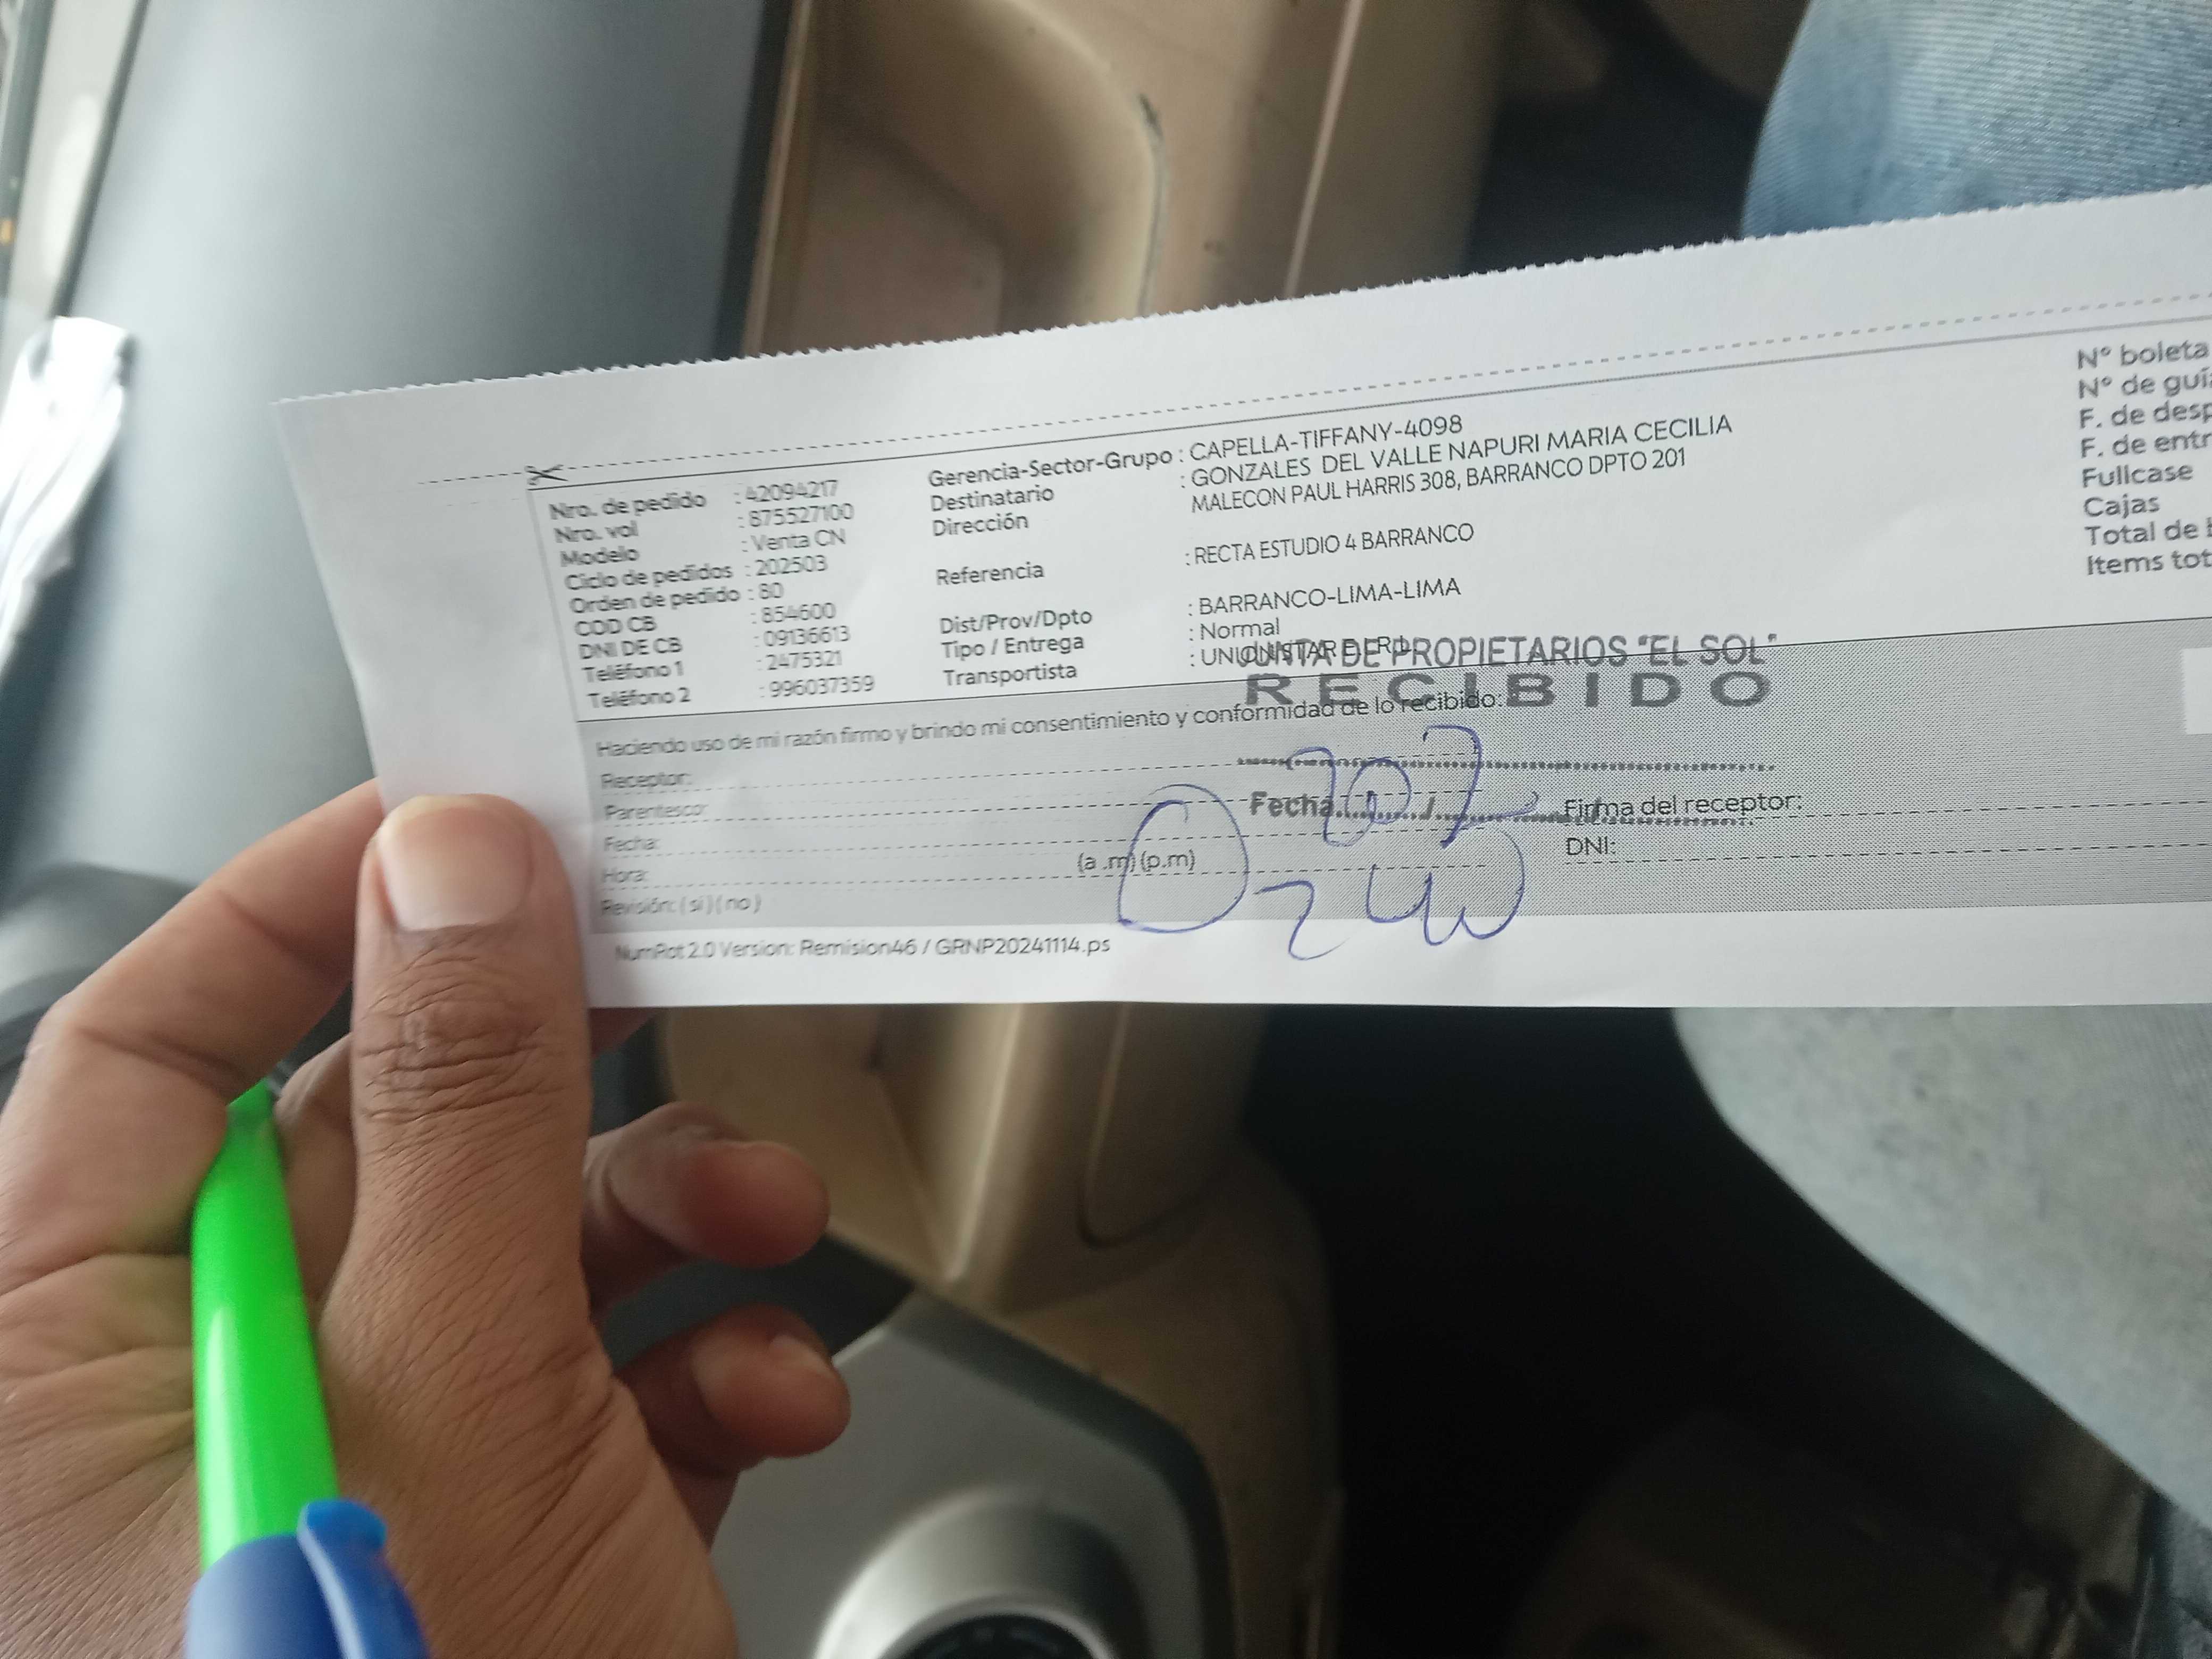 Nro. de pedido : 42094217
Nro. vol : 875527100
Modelo : Venta CN
Ciclo de pedidos : 202503
Orden de pedido : 80
COD CB : 854600
DNI DE CB : 09136613
Teléfono 1 : 2475321
Teléfono 2 : 996037359
Gerencia-Sector-Grupo : CAPELLA-TIFFANY-4098
Destinatario : GONZALES DEL VALLE NAPURI MARIA CECILIA
Dirección MALECON PAUL HARRIS 308, BARRANCO DPTO 201
Referencia : RECTA ESTUDIO 4 BARRANCO
Dist/Prov/Dpto : BARRANCO-LIMA-LIMA
Tipo / Entrega : Normal
Transportista : UNION STAR E.I.R.L
N° boleta
N° de guí
F. de desp
F. de entr
Fullcase
Cajas
Total de
Items tot
JUNTA DE PROPIETARIOS "EL SOL"
RECIBIDO
Haciendo uso de mi razón firmo y brindo mi consentimiento y conformidad de lo recibido:
Receptor:
Parentesco:
Fecha:
Hora: (a .m) (p.m)
Revisión: ( si ) ( no )
Fecha / /
Firma del receptor:
DNI:
NumRot 2.0 Version: Remision46 / GRNP20241114.ps